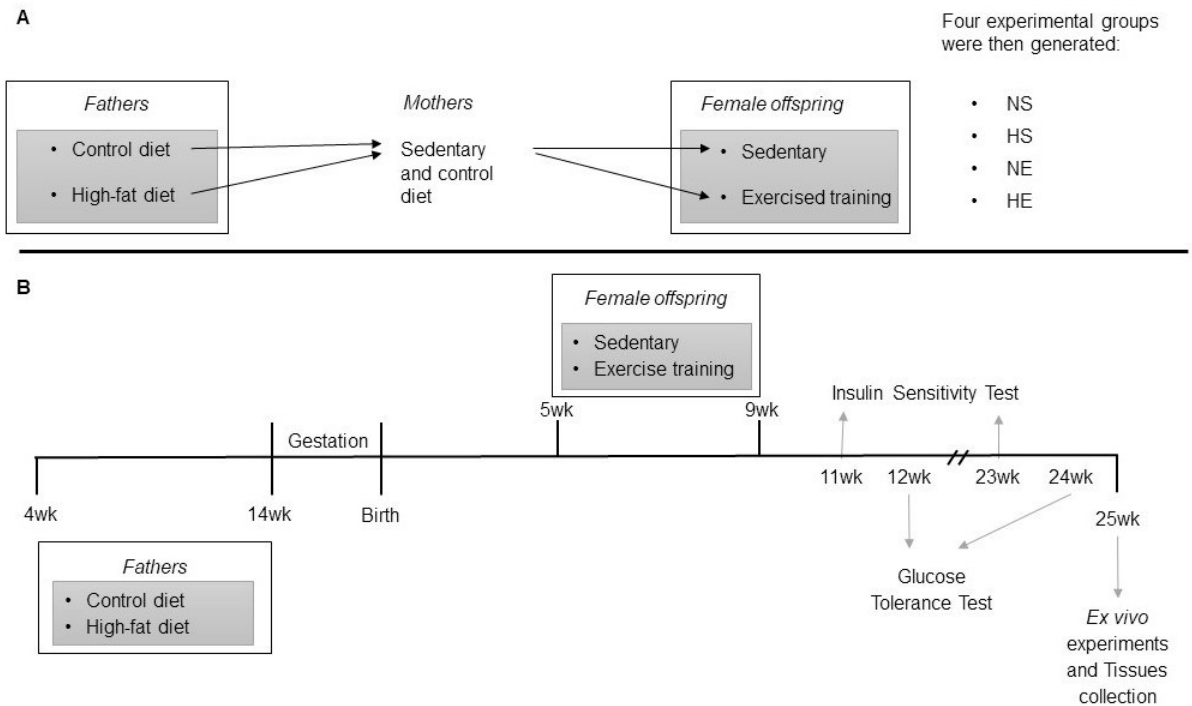 A
Four experimental groups
were then generated:
Fathers
• Control diet
• High-fat diet
Mothers
Sedentary
and control
diet
Female offspring
• Sedentary
• Exercised training
• NS
• HS
• NE
• HE
B
Female offspring
• Sedentary
• Exercise training
5wk
9wk
Insulin Sensitivity Test
Gestation
4wk
14wk
Birth
11wk
12wk
23wk
24wk
25wk
Fathers
• Control diet
• High-fat diet
Glucose
Tolerance Test
Ex vivo
experiments
and Tissues
collection